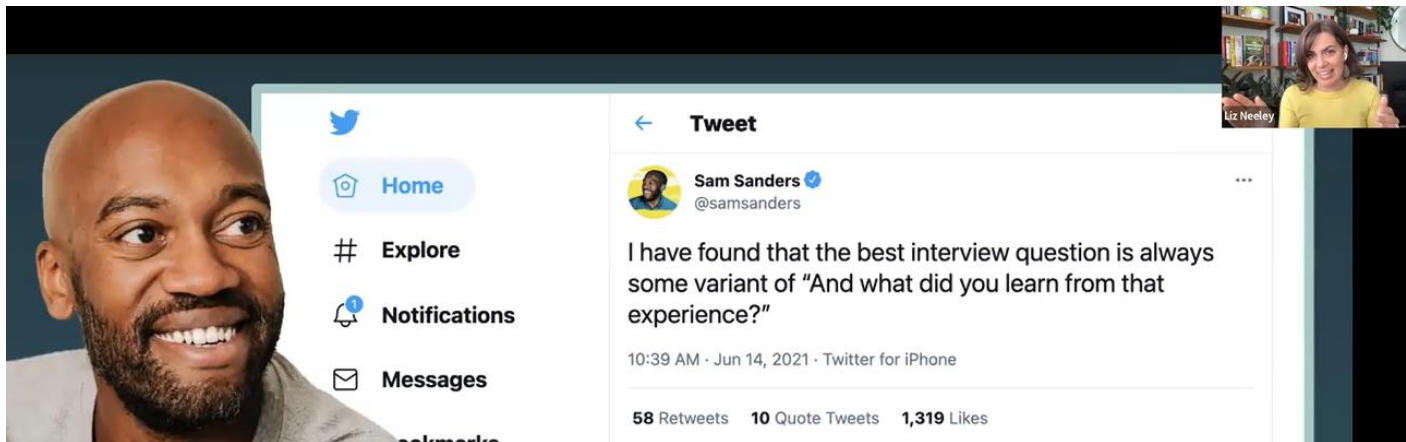 Liz Neeley
Tweet
Home
Explore
1
Notifications
Messages
Sam Sanders
@samsanders
I have found that the best interview question is always
some variant of “And what did you learn from that
experience?”
10:39 AM · Jun 14, 2021 · Twitter for iPhone
58 Retweets 10 Quote Tweets 1,319 Likes